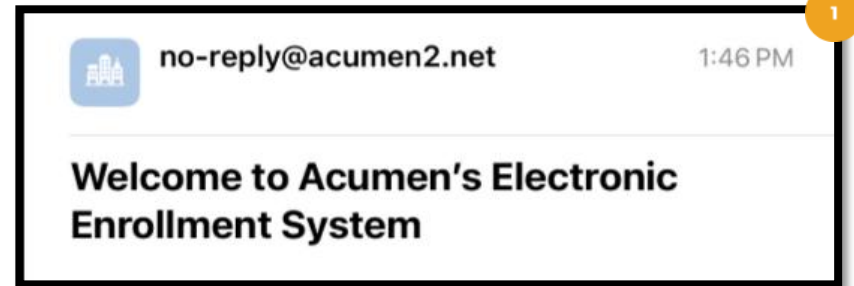 1
no-reply@acumen2.net 1:46 PM
Welcome to Acumen's Electronic
Enrollment System